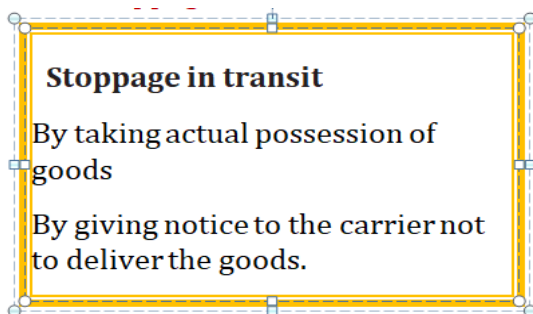 Stoppage in transit
By taking actual possession of
goods
By giving notice to the carrier not
to deliver the goods.